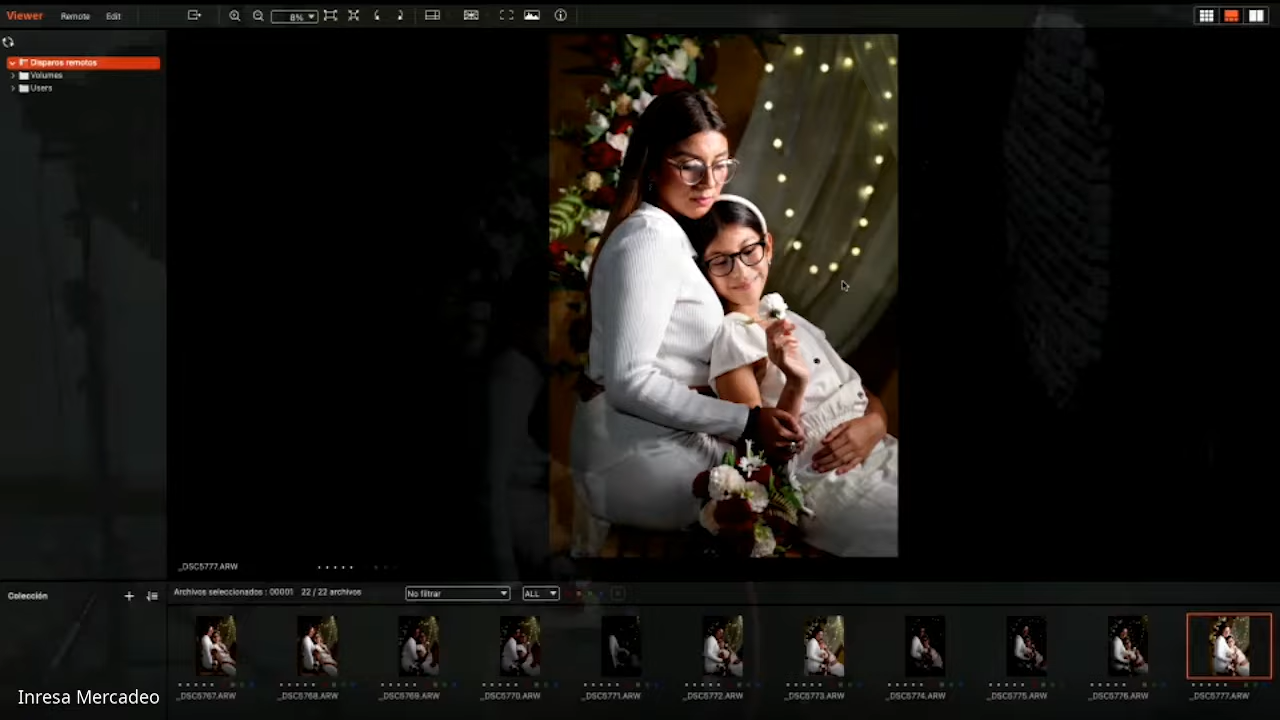 Viewer Remote Edit 8%
Disparos remotos
Volumes
Users
_DSC5777.ARW
Colección
Archivos seleccionados : 00001 22 / 22 archivos No filtrar ALL
_DSC5767.ARW _DSC5768.ARW _DSC5769.ARW _DSC5770.ARW _DSC5771.ARW _DSC5772.ARW _DSC5773.ARW _DSC5774.ARW _DSC5775.ARW _DSC5776.ARW _DSC5777.ARW
Inresa Mercadeo